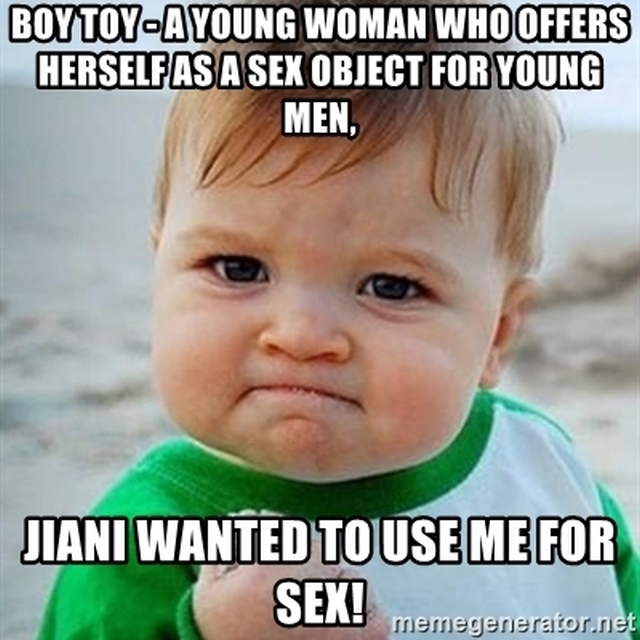 BOY TOY - A YOUNG WOMAN WHO OFFERS
HERSELF AS A SEX OBJECT FOR YOUNG
MEN,
JIANI WANTED TO USE ME FOR
SEX!
memegenerator.net